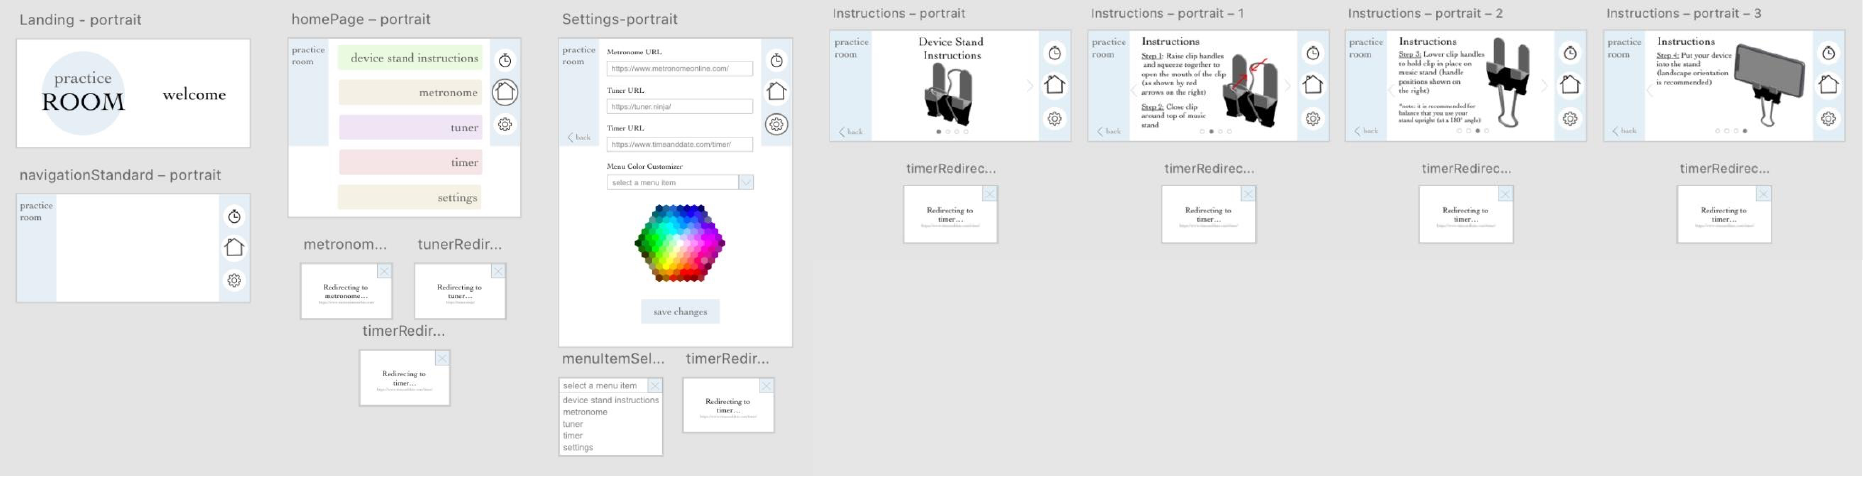 Landing - portrait
practice
ROOM
welcome
navigationStandard – portrait
practice
room
homePage – portrait
practice
room
device stand instructions
metronome
tuner
timer
settings
metronom...
Redirecting to
metronome...
tunerRedir...
Redirecting to
tuner...
timerRedir...
Redirecting to
timer...
Settings-portrait
practice
room
back
Metronome URL
https://www.metronomeonline.com/
Tuner URL
https://tuner.ninja/
Timer URL
https://www.timeanddate.com/timer/
Menu Color Customizer
select a menu item
save changes
menuItemSel...
select a menu item
device stand instructions
metronome
tuner
timer
settings
timerRedir...
Redirecting to
timer...
Instructions – portrait
practice
room
Device Stand
Instructions
back
timerRedirec...
Redirecting to
timer...
Instructions – portrait – 1
practice
room
Instructions
Step 1: Raise clip handles
and squeeze together to
open the mouth of the clip
(as shown by red
arrows on the right)
Step 2: Close clip
around top of music
stand
back
timerRedirec...
Redirecting to
timer...
Instructions – portrait – 2
practice
room
Instructions
Step 3: Lower clip handles
to hold clip in place on
music stand (handle
positions shown on
the right)
*note: it is recommended for
balance that you use your
stand upright (at a 180° angle)
back
timerRedirec...
Redirecting to
timer...
Instructions – portrait – 3
practice
room
Instructions
Step 4: Put your device
into the stand
(landscape orientation
is recommended)
back
timerRedirec...
Redirecting to
timer...